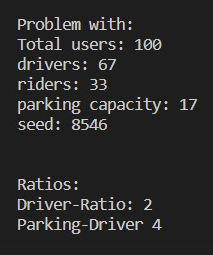 Problem with:
Total users: 100
drivers: 67
riders: 33
parking capacity: 17
seed: 8546
Ratios:
Driver-Ratio: 2
Parking-Driver 4